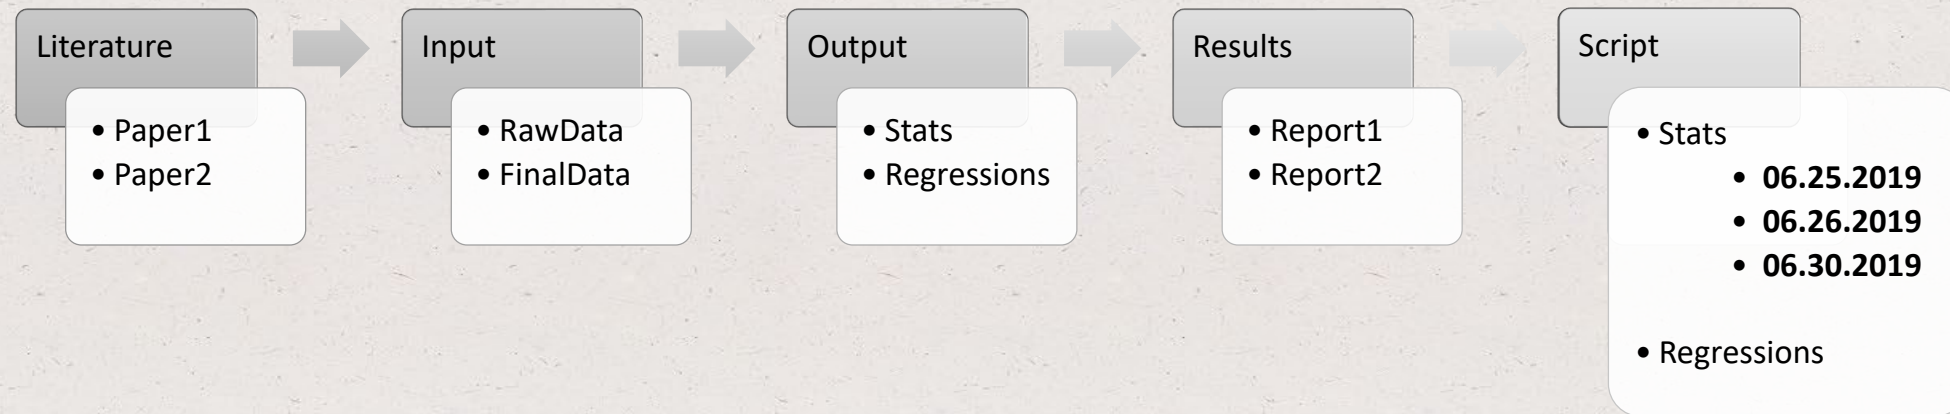 Literature
• Paper1
• Paper2
Input
• RawData
• FinalData
Output
• Stats
• Regressions
Results
• Report1
• Report2
Script
• Stats
• 06.25.2019
• 06.26.2019
• 06.30.2019
• Regressions